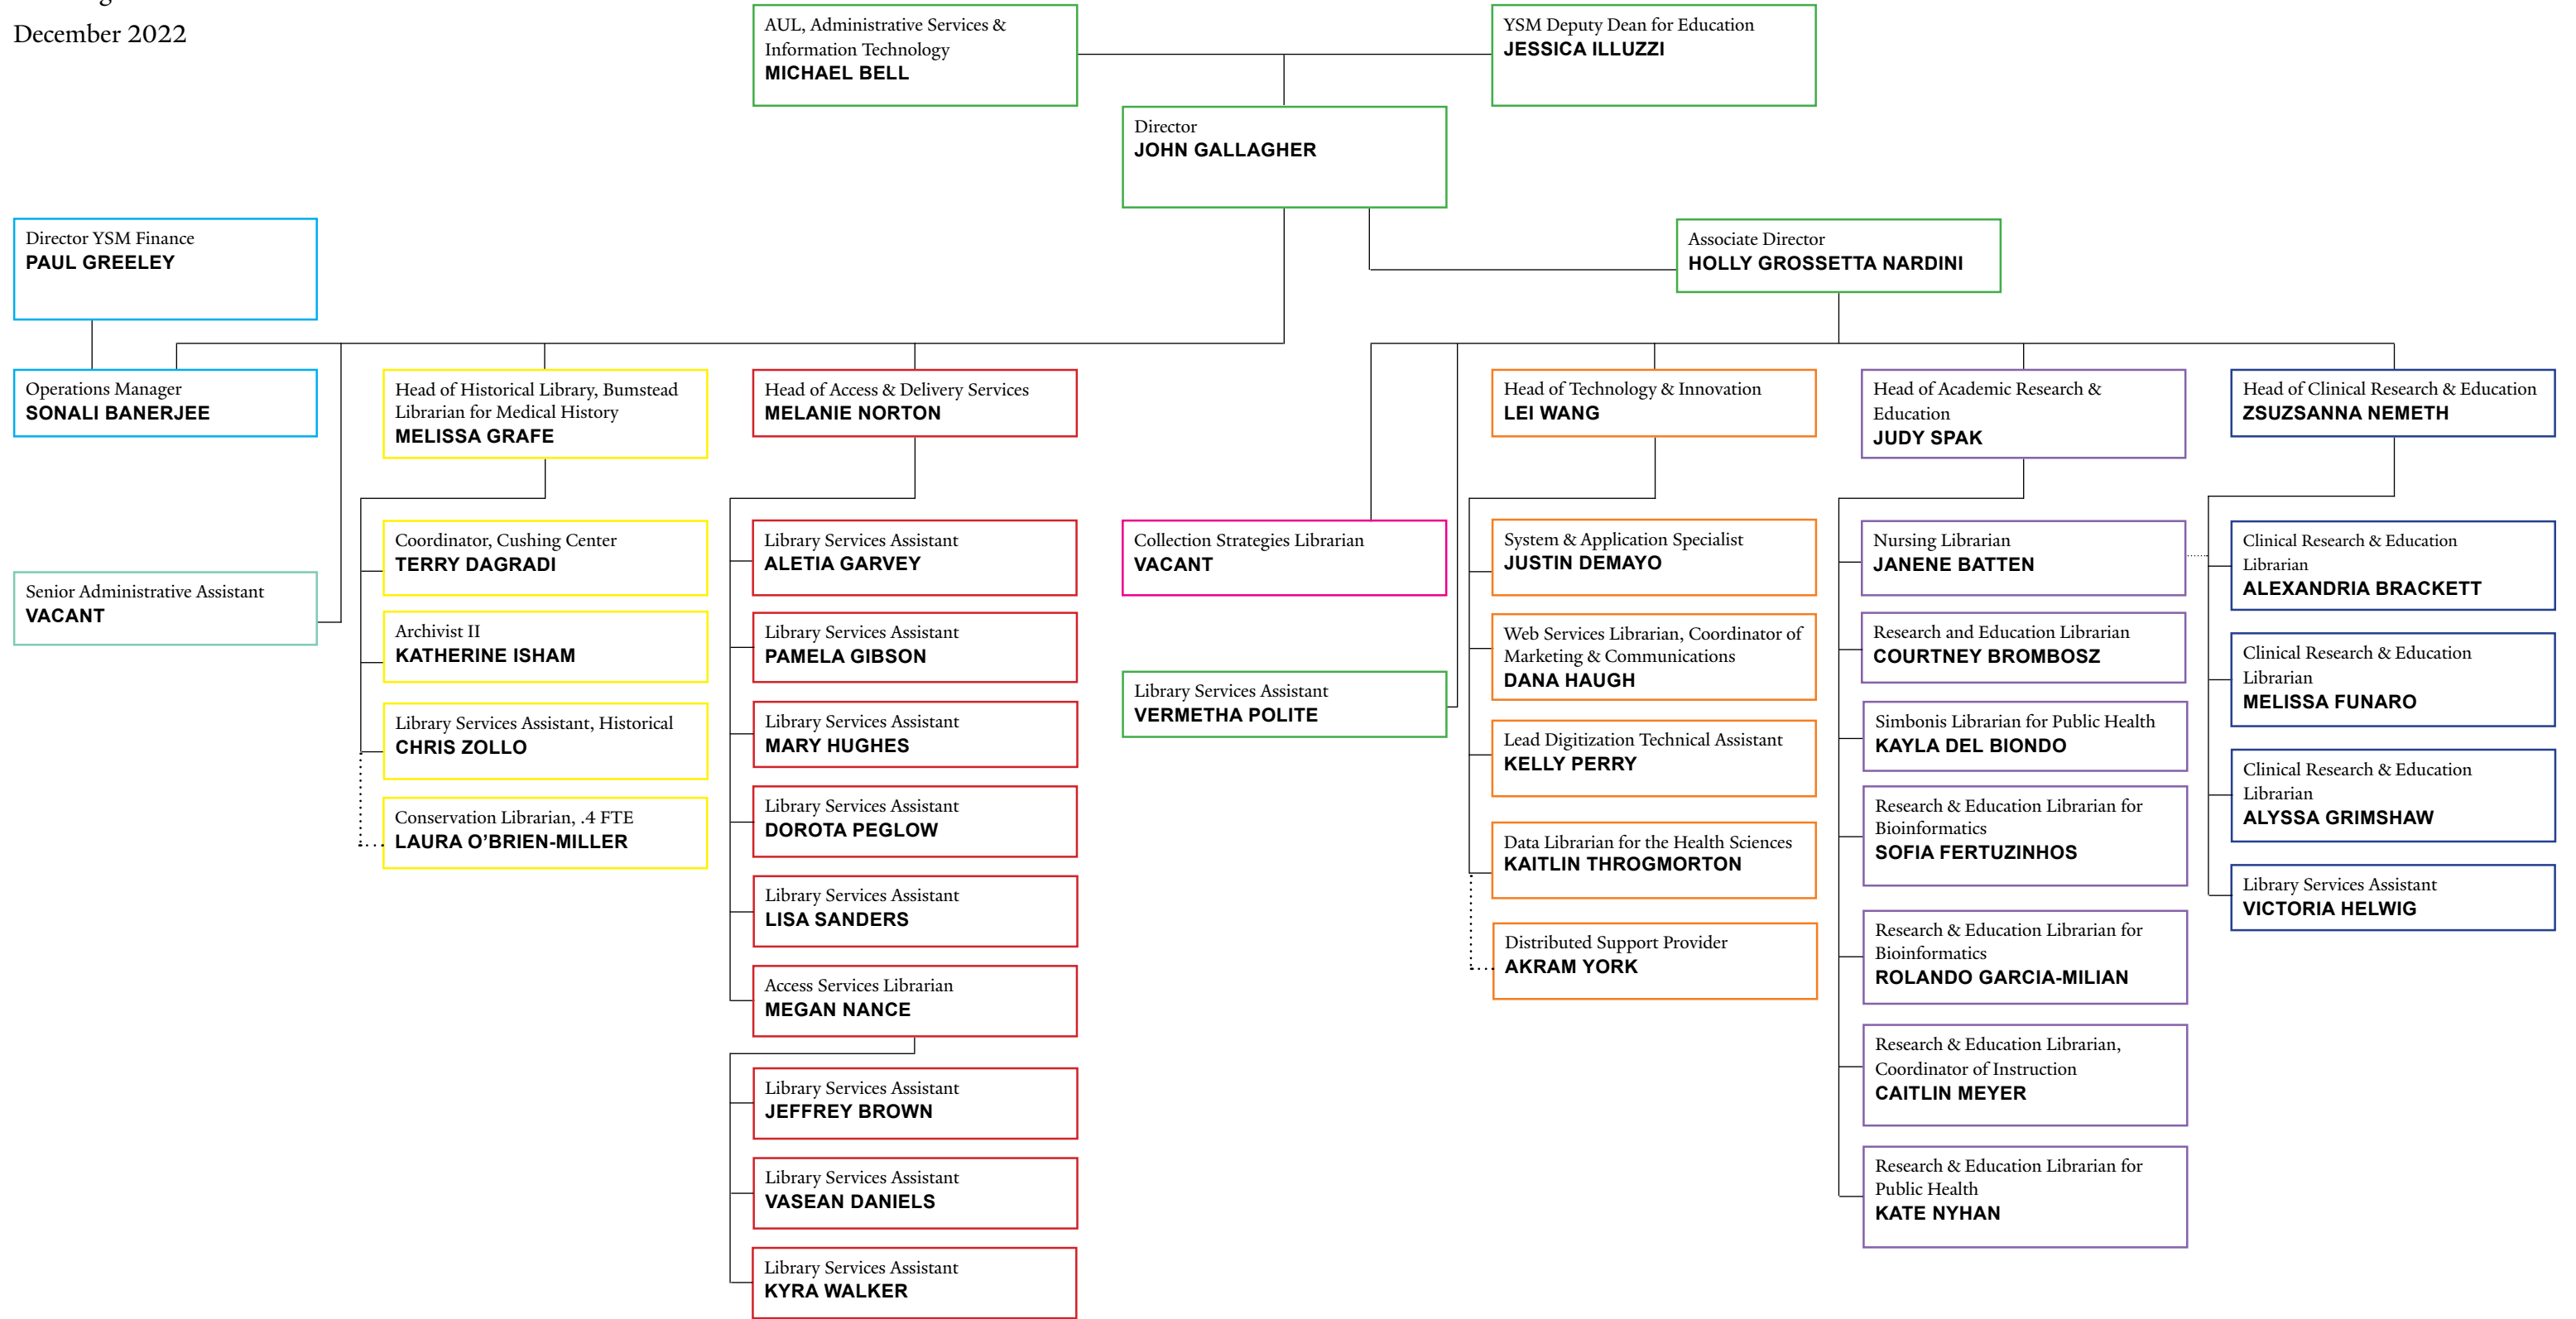 December 2022
AUL, Administrative Services &
Information Technology
MICHAEL BELL
YSM Deputy Dean for Education
JESSICA ILLUZZI
Director
JOHN GALLAGHER
Director YSM Finance
PAUL GREELEY
Associate Director
HOLLY GROSSETTA NARDINI
Operations Manager
SONALI BANERJEE
Head of Historical Library, Bumstead
Librarian for Medical History
MELISSA GRAFE
Head of Access & Delivery Services
MELANIE NORTON
Head of Technology & Innovation
LEI WANG
Head of Academic Research &
Education
JUDY SPAK
Head of Clinical Research & Education
ZSUZSANNA NEMETH
Senior Administrative Assistant
VACANT
Coordinator, Cushing Center
TERRY DAGRADI
Archivist II
KATHERINE ISHAM
Library Services Assistant, Historical
CHRIS ZOLLO
Conservation Librarian, .4 FTE
LAURA O’BRIEN-MILLER
Library Services Assistant
ALETIA GARVEY
Library Services Assistant
PAMELA GIBSON
Library Services Assistant
MARY HUGHES
Library Services Assistant
DOROTA PEGLOW
Library Services Assistant
LISA SANDERS
Access Services Librarian
MEGAN NANCE
Library Services Assistant
JEFFREY BROWN
Library Services Assistant
VASEAN DANIELS
Library Services Assistant
KYRA WALKER
Collection Strategies Librarian
VACANT
Library Services Assistant
VERMETHA POLITE
System & Application Specialist
JUSTIN DEMAYO
Web Services Librarian, Coordinator of
Marketing & Communications
DANA HAUGH
Lead Digitization Technical Assistant
KELLY PERRY
Data Librarian for the Health Sciences
KAITLIN THROGMORTON
Distributed Support Provider
AKRAM YORK
Nursing Librarian
JANENE BATTEN
Research and Education Librarian
COURTNEY BROMBOSZ
Simbonis Librarian for Public Health
KAYLA DEL BIONDO
Research & Education Librarian for
Bioinformatics
SOFIA FERTUZINHOS
Research & Education Librarian for
Bioinformatics
ROLANDO GARCIA-MILIAN
Research & Education Librarian,
Coordinator of Instruction
CAITLIN MEYER
Research & Education Librarian for
Public Health
KATE NYHAN
Clinical Research & Education
Librarian
ALEXANDRIA BRACKETT
Clinical Research & Education
Librarian
MELISSA FUNARO
Clinical Research & Education
Librarian
ALYSSA GRIMSHAW
Library Services Assistant
VICTORIA HELWIG